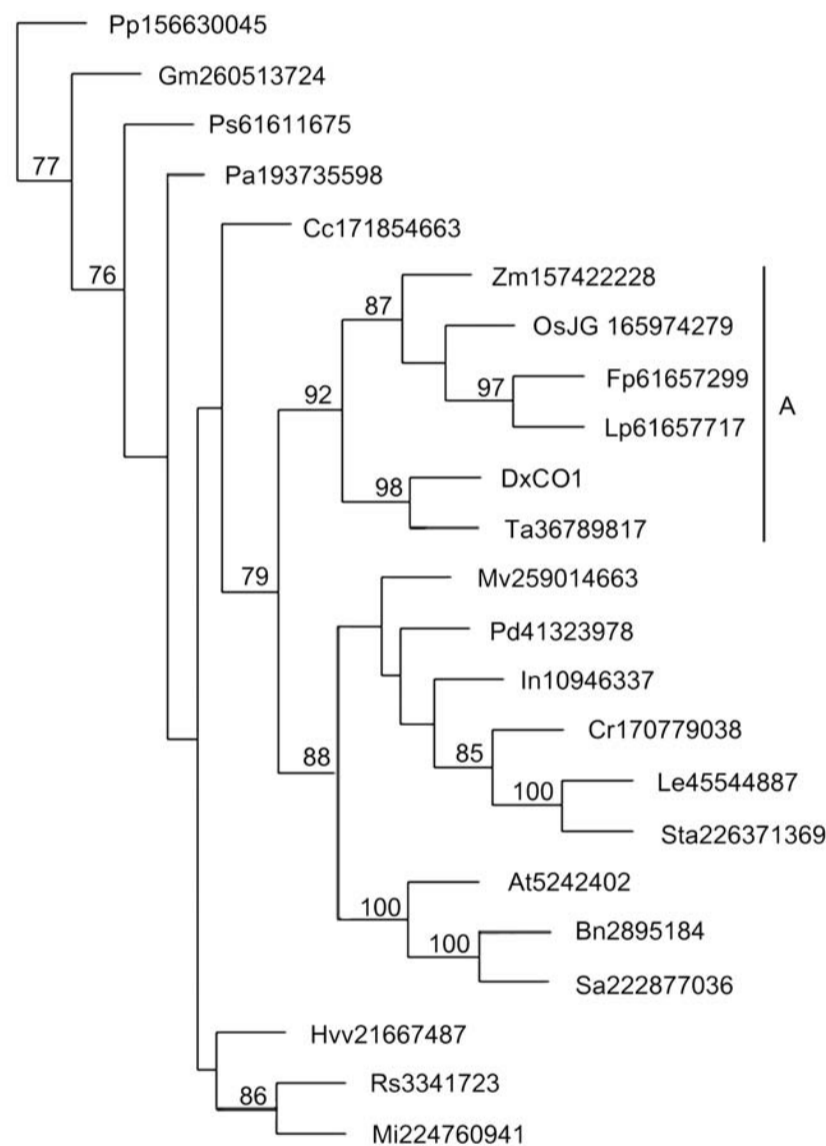 Pp156630045
Gm260513724
Ps61611675
77
Pa193735598
Cc171854663
76
Zm157422228
87
OsJG 165974279
Fp61657299
97
92
A
Lp61657717
DxCO1
98
Ta36789817
79
Mv259014663
Pd41323978
In10946337
Cr170779038
88
85
Le45544887
100
Sta226371369
At5242402
100
Bn2895184
100
Sa222877036
Hvv21667487
Rs3341723
86
Mi224760941